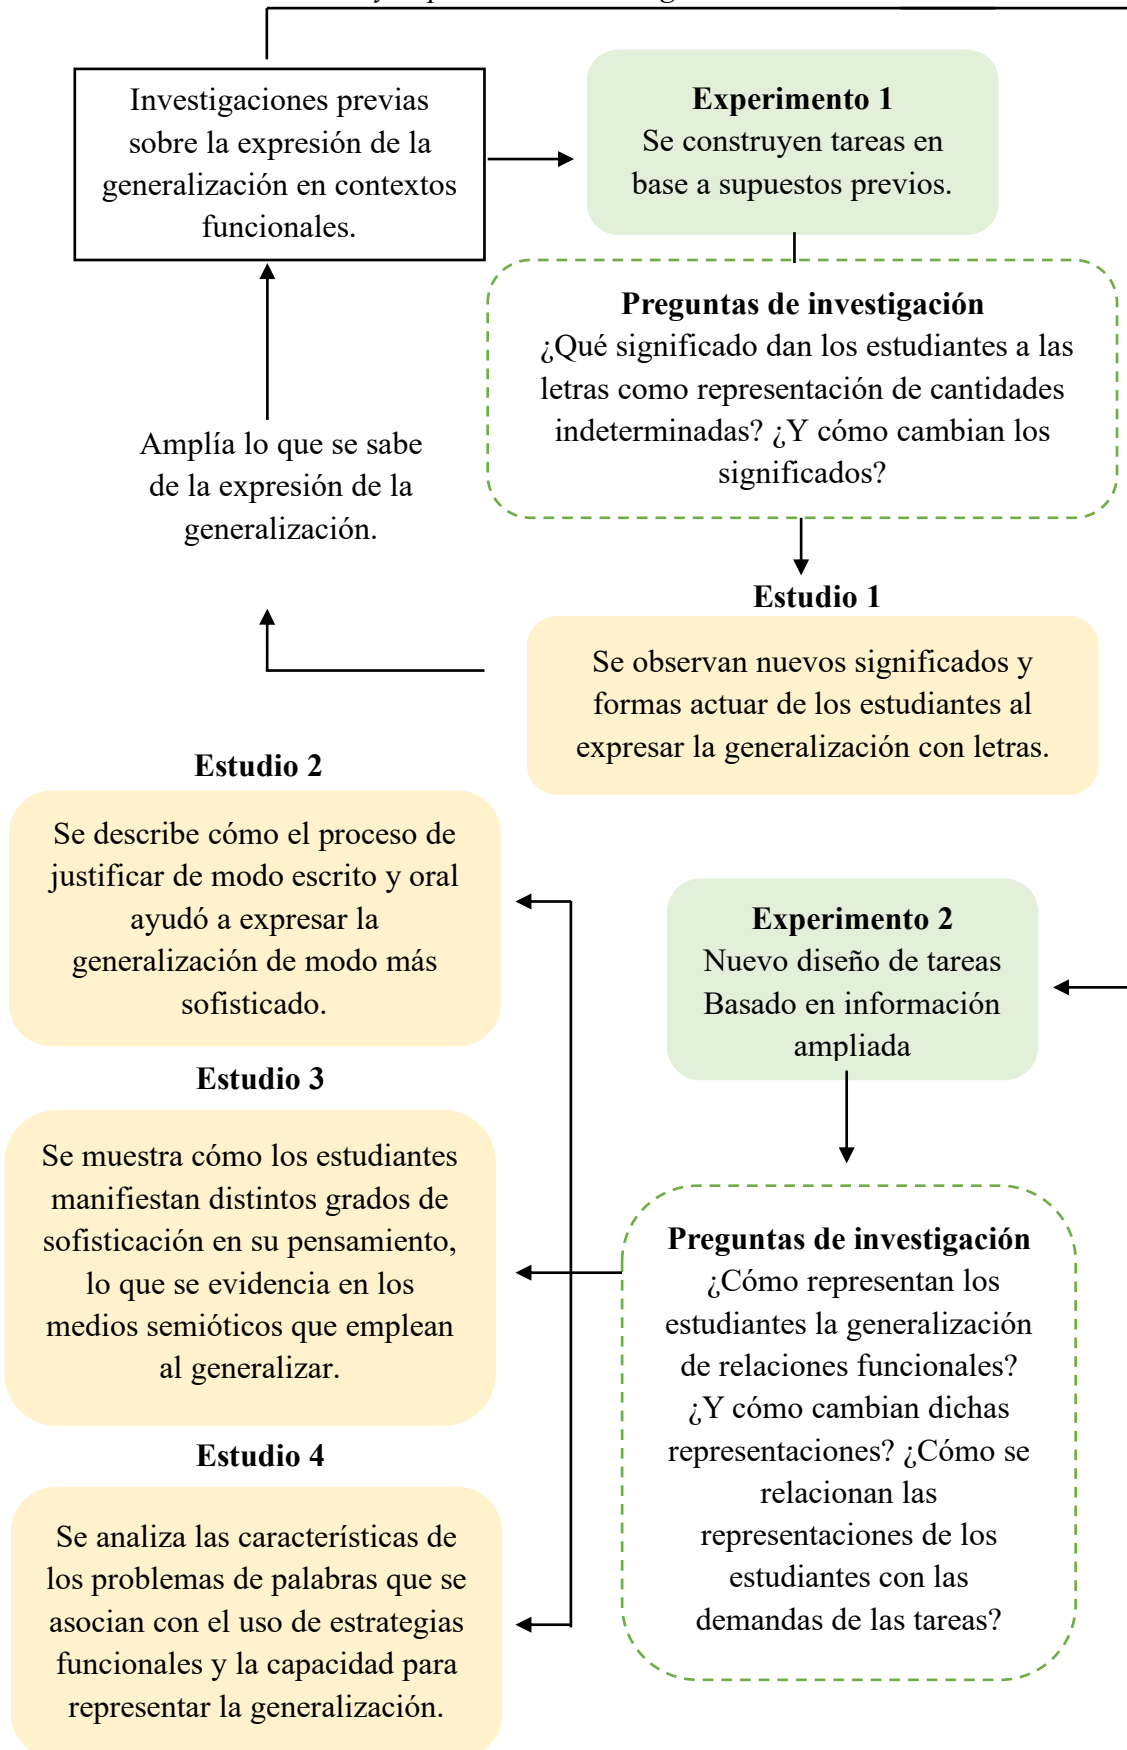 Investigaciones previas
sobre la expresión de la
generalización en contextos
funcionales.
Experimento 1
Se construyen tareas en
base a supuestos previos.
Preguntas de investigación
¿Qué significado dan los estudiantes a las
letras como representación de cantidades
indeterminadas? ¿Y cómo cambian los
significados?
Amplía lo que se sabe
de la expresión de la
generalización.
Estudio 1
Se observan nuevos significados y
formas actuar de los estudiantes al
expresar la generalización con letras.
Estudio 2
Se describe cómo el proceso de
justificar de modo escrito y oral
ayudó a expresar la
generalización de modo más
sofisticado.
Experimento 2
Nuevo diseño de tareas
Basado en información
ampliada
Estudio 3
Se muestra cómo los estudiantes
manifiestan distintos grados de
sofisticación en su pensamiento,
lo que se evidencia en los
medios semióticos que emplean
al generalizar.
Preguntas de investigación
¿Cómo representan los
estudiantes la generalización
de relaciones funcionales?
¿Y cómo cambian dichas
representaciones? ¿Cómo se
relacionan las
representaciones de los
estudiantes con las
demandas de las tareas?
Estudio 4
Se analiza las características de
los problemas de palabras que se
asocian con el uso de estrategias
funcionales y la capacidad para
representar la generalización.